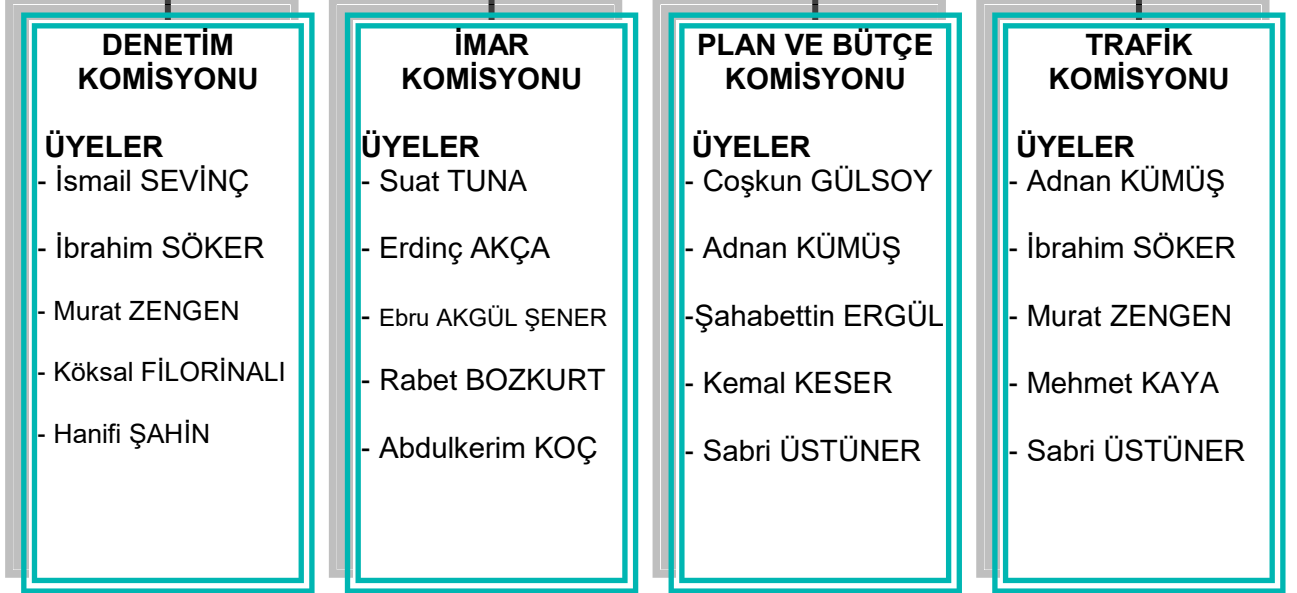 DENETİM
KOMİSYONU
ÜYELER
- İsmail SEVİNÇ
- İbrahim SÖKER
- Murat ZENGEN
- Köksal FİLORİNALI
- Hanifi ŞAHİN
İMAR
KOMİSYONU
ÜYELER
- Suat TUNA
- Erdinç AKÇA
- Ebru AKGÜL ŞENER
- Rabet BOZKURT
- Abdulkerim KOÇ
PLAN VE BÜTÇE
KOMİSYONU
ÜYELER
- Coşkun GÜLSOY
- Adnan KÜMÜŞ
-Şahabettin ERGÜL
- Kemal KESER
- Sabri ÜSTÜNER
TRAFİK
KOMİSYONU
ÜYELER
- Adnan KÜMÜŞ
- İbrahim SÖKER
- Murat ZENGEN
- Mehmet KAYA
- Sabri ÜSTÜNER